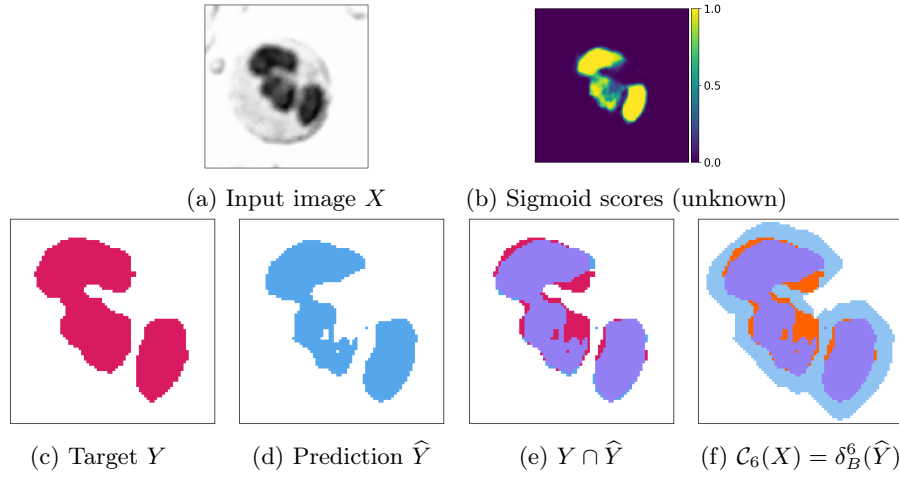 1.0
0.5
0.0
(a) Input image X
(b) Sigmoid scores (unknown)
(c) Target Y
(d) Prediction Ŷ
(e) Y ∩ Ŷ
(f) 𝒞₆(X) = δ_B^6(Ŷ)